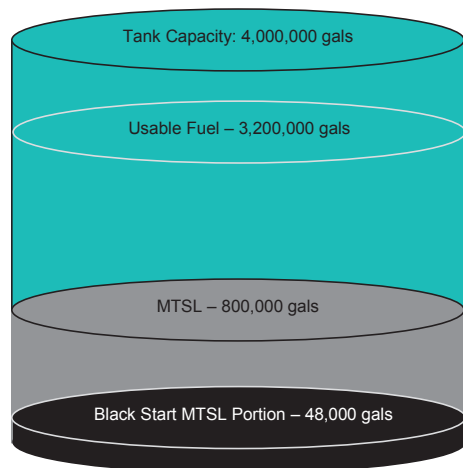 Tank Capacity: 4,000,000 gals
Usable Fuel – 3,200,000 gals
MTSL – 800,000 gals
Black Start MTSL Portion – 48,000 gals